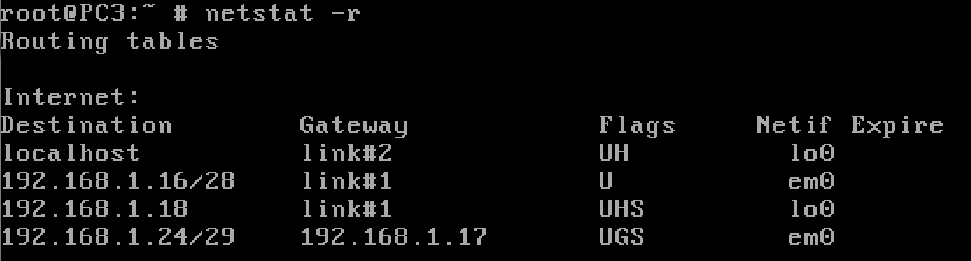 root@PC3:~ # netstat -r
Routing tables

Internet:
Destination        Gateway            Flags     Netif Expire
localhost          link#2             UH          lo0
192.168.1.16/28    link#1             U           em0
192.168.1.18       link#1             UHS         lo0
192.168.1.24/29    192.168.1.17       UGS         em0